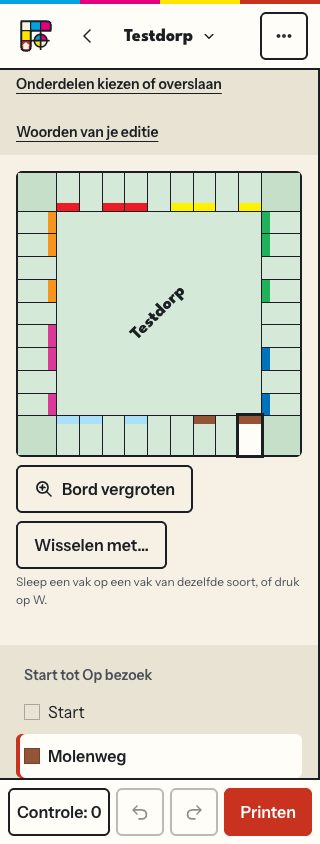 Testdorp
Onderdelen kiezen of overslaan
Woorden van je editie
Testdorp
Bord vergroten
Wisselen met...
Sleep een vak op een vak van dezelfde soort, of druk
op W.
Start tot Op bezoek
Start
Molenweg
Controle: 0
Printen